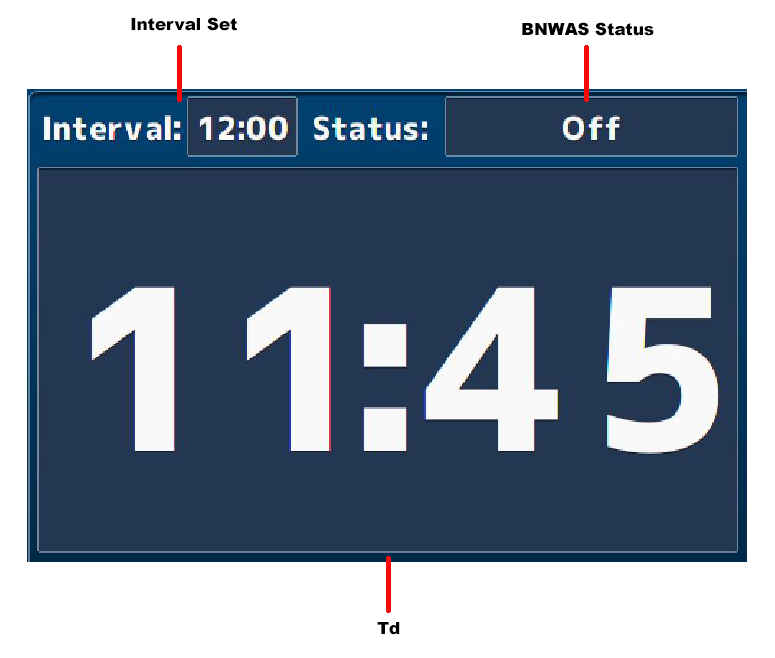 Interval Set
BNWAS Status
Interval: 12:00 Status: Off
11:45
Td